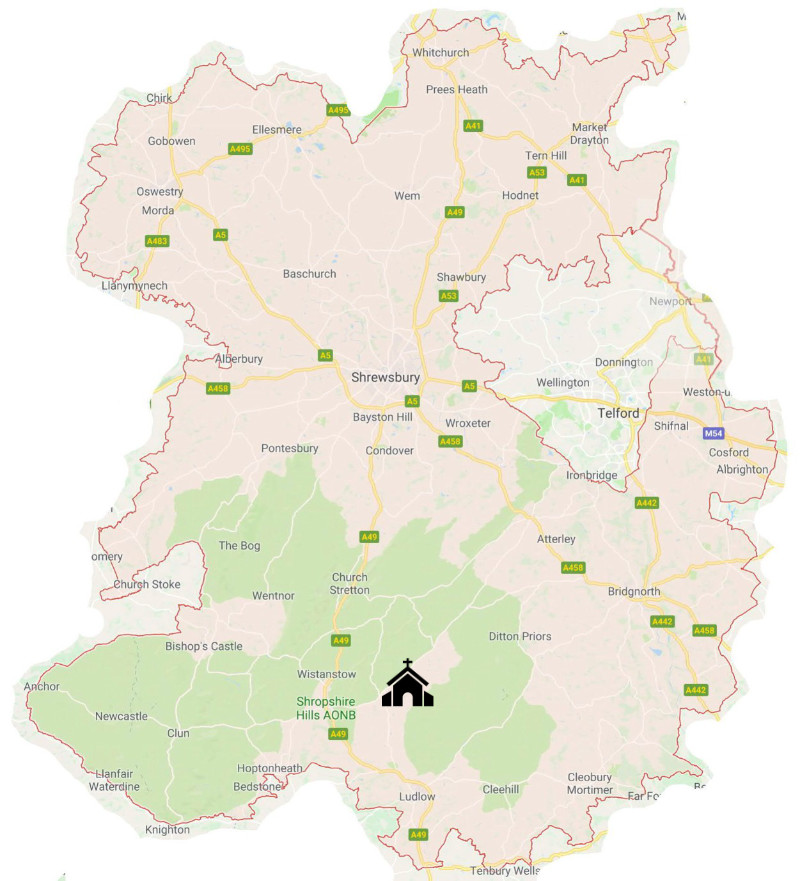 M
Whitchurch
Prees Heath
Chirk
A495
A41
Market
Drayton
Ellesmere
Gobowen
A495
Tern Hill
A53
A41
Oswestry
Wem
Hodnet
Morda
A49
A5
A483
Baschurch
Shawbury
Llanymynech
A53
Newport
A5
Alberbury
A41
Donnington
Shrewsbury
Wellington
A458
A5
Weston-u
A5
Telford
Bayston Hill
Wroxeter
Shifnal
M54
A458
Pontesbury
Condover
Cosford
Albrighton
Ironbridge
A442
A49
Atterley
The Bog
omery
A458
Church
Stretton
Church Stoke
Wentnor
Bridgnorth
A442
A458
Ditton Priors
A49
Bishop's Castle
Wistanstow
Anchor
A442
Shropshire
Hills AONB
Newcastle
Clun
A49
Hoptonheath
Llanfair
Waterdine
Bedstone
Cleobury
Mortimer
Cleehill
Ludlow
Far Fo
Be
Knighton
A49
Tenbury Wells